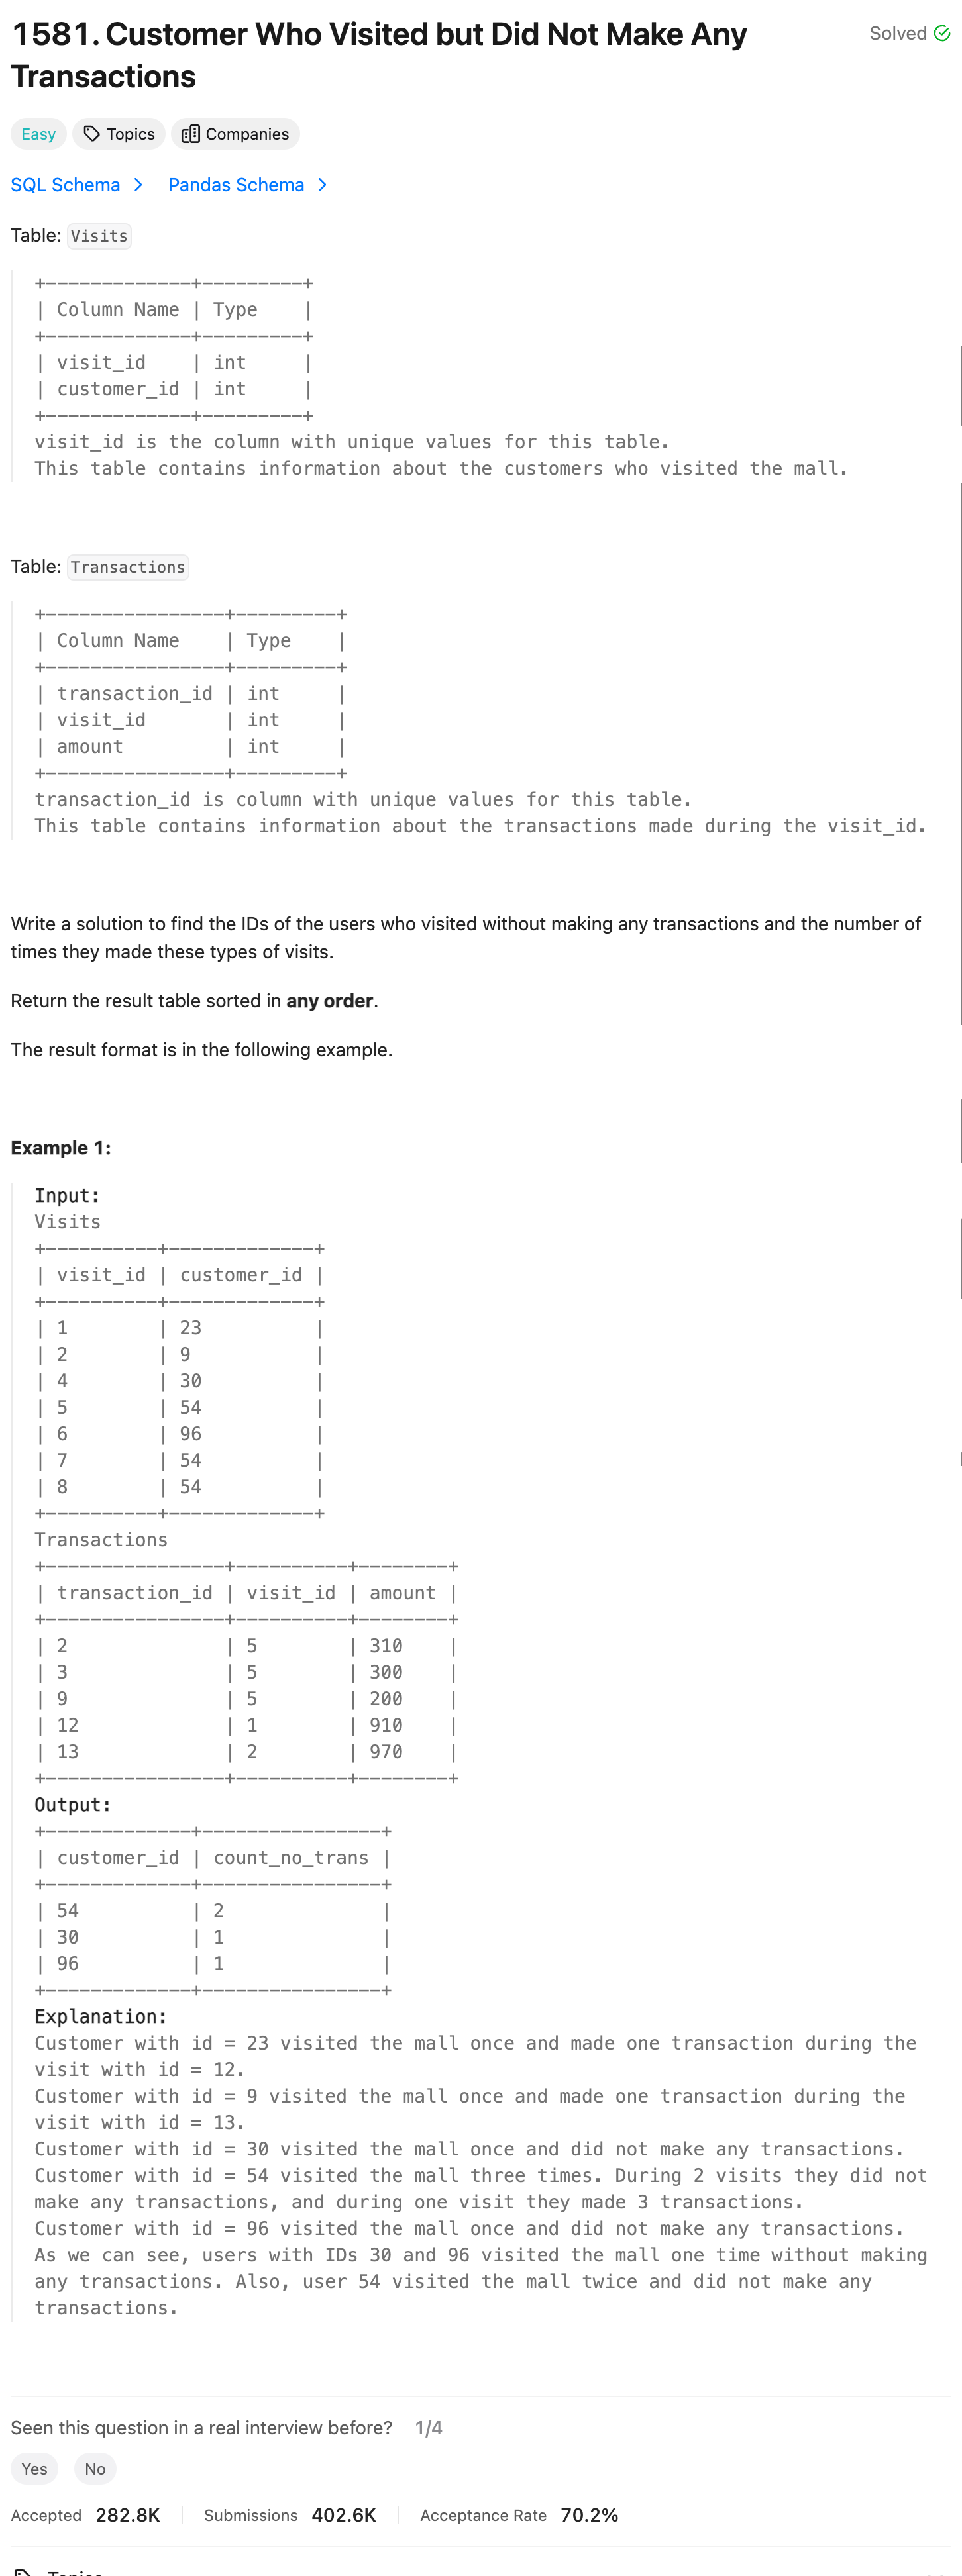 1581. Customer Who Visited but Did Not Make Any
Transactions
Solved
Easy Topics Companies
SQL Schema > Pandas Schema >
Table: Visits
+-------------+---------+
| Column Name | Type    |
+-------------+---------+
| visit_id    | int     |
| customer_id | int     |
+-------------+---------+
visit_id is the column with unique values for this table.
This table contains information about the customers who visited the mall.
Table: Transactions
+----------------+---------+
| Column Name    | Type    |
+----------------+---------+
| transaction_id | int     |
| visit_id       | int     |
| amount         | int     |
+----------------+---------+
transaction_id is column with unique values for this table.
This table contains information about the transactions made during the visit_id.
Write a solution to find the IDs of the users who visited without making any transactions and the number of
times they made these types of visits.
Return the result table sorted in any order.
The result format is in the following example.
Example 1:
Input:
Visits
+----------+-------------+
| visit_id | customer_id |
+----------+-------------+
| 1        | 23          |
| 2        | 9           |
| 4        | 30          |
| 5        | 54          |
| 6        | 96          |
| 7        | 54          |
| 8        | 54          |
+----------+-------------+
Transactions
+----------------+----------+--------+
| transaction_id | visit_id | amount |
+----------------+----------+--------+
| 2              | 5        | 310    |
| 3              | 5        | 300    |
| 9              | 5        | 200    |
| 12             | 1        | 910    |
| 13             | 2        | 970    |
+----------------+----------+--------+
Output:
+-------------+----------------+
| customer_id | count_no_trans |
+-------------+----------------+
| 54          | 2              |
| 30          | 1              |
| 96          | 1              |
+-------------+----------------+
Explanation:
Customer with id = 23 visited the mall once and made one transaction during the
visit with id = 12.
Customer with id = 9 visited the mall once and made one transaction during the
visit with id = 13.
Customer with id = 30 visited the mall once and did not make any transactions.
Customer with id = 54 visited the mall three times. During 2 visits they did not
make any transactions, and during one visit they made 3 transactions.
Customer with id = 96 visited the mall once and did not make any transactions.
As we can see, users with IDs 30 and 96 visited the mall one time without making
any transactions. Also, user 54 visited the mall twice and did not make any
transactions.
Seen this question in a real interview before? 1/4
Yes No
Accepted 282.8K Submissions 402.6K Acceptance Rate 70.2%